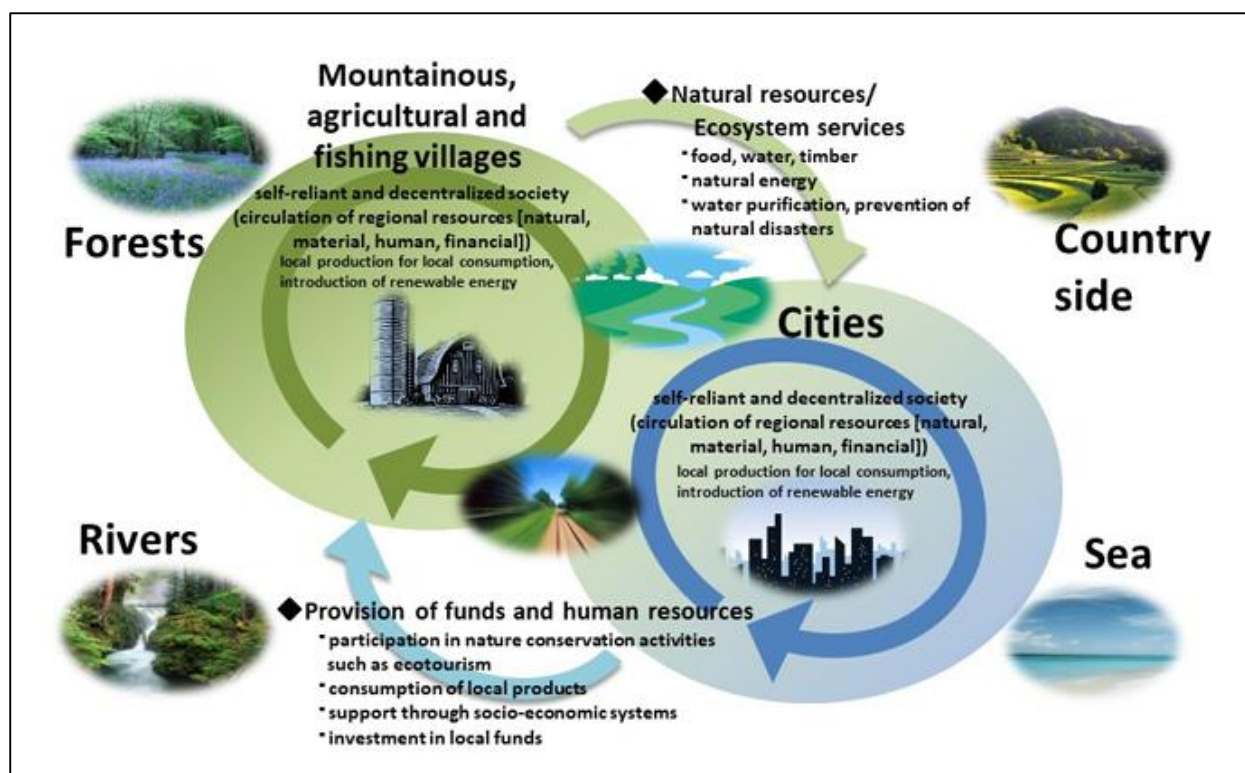 Mountainous,
agricultural and
fishing villages
self-reliant and decentralized society
(circulation of regional resources [natural,
material, human, financial])
local production for local consumption,
introduction of renewable energy
◆Natural resources/
Ecosystem services
･food, water, timber
･natural energy
･water purification, prevention of
natural disasters
Forests
Country
side
Cities
self-reliant and decentralized society
(circulation of regional resources [natural,
material, human, financial])
local production for local consumption,
introduction of renewable energy
Rivers
Sea
◆Provision of funds and human resources
･participation in nature conservation activities
such as ecotourism
･consumption of local products
･support through socio-economic systems
･investment in local funds